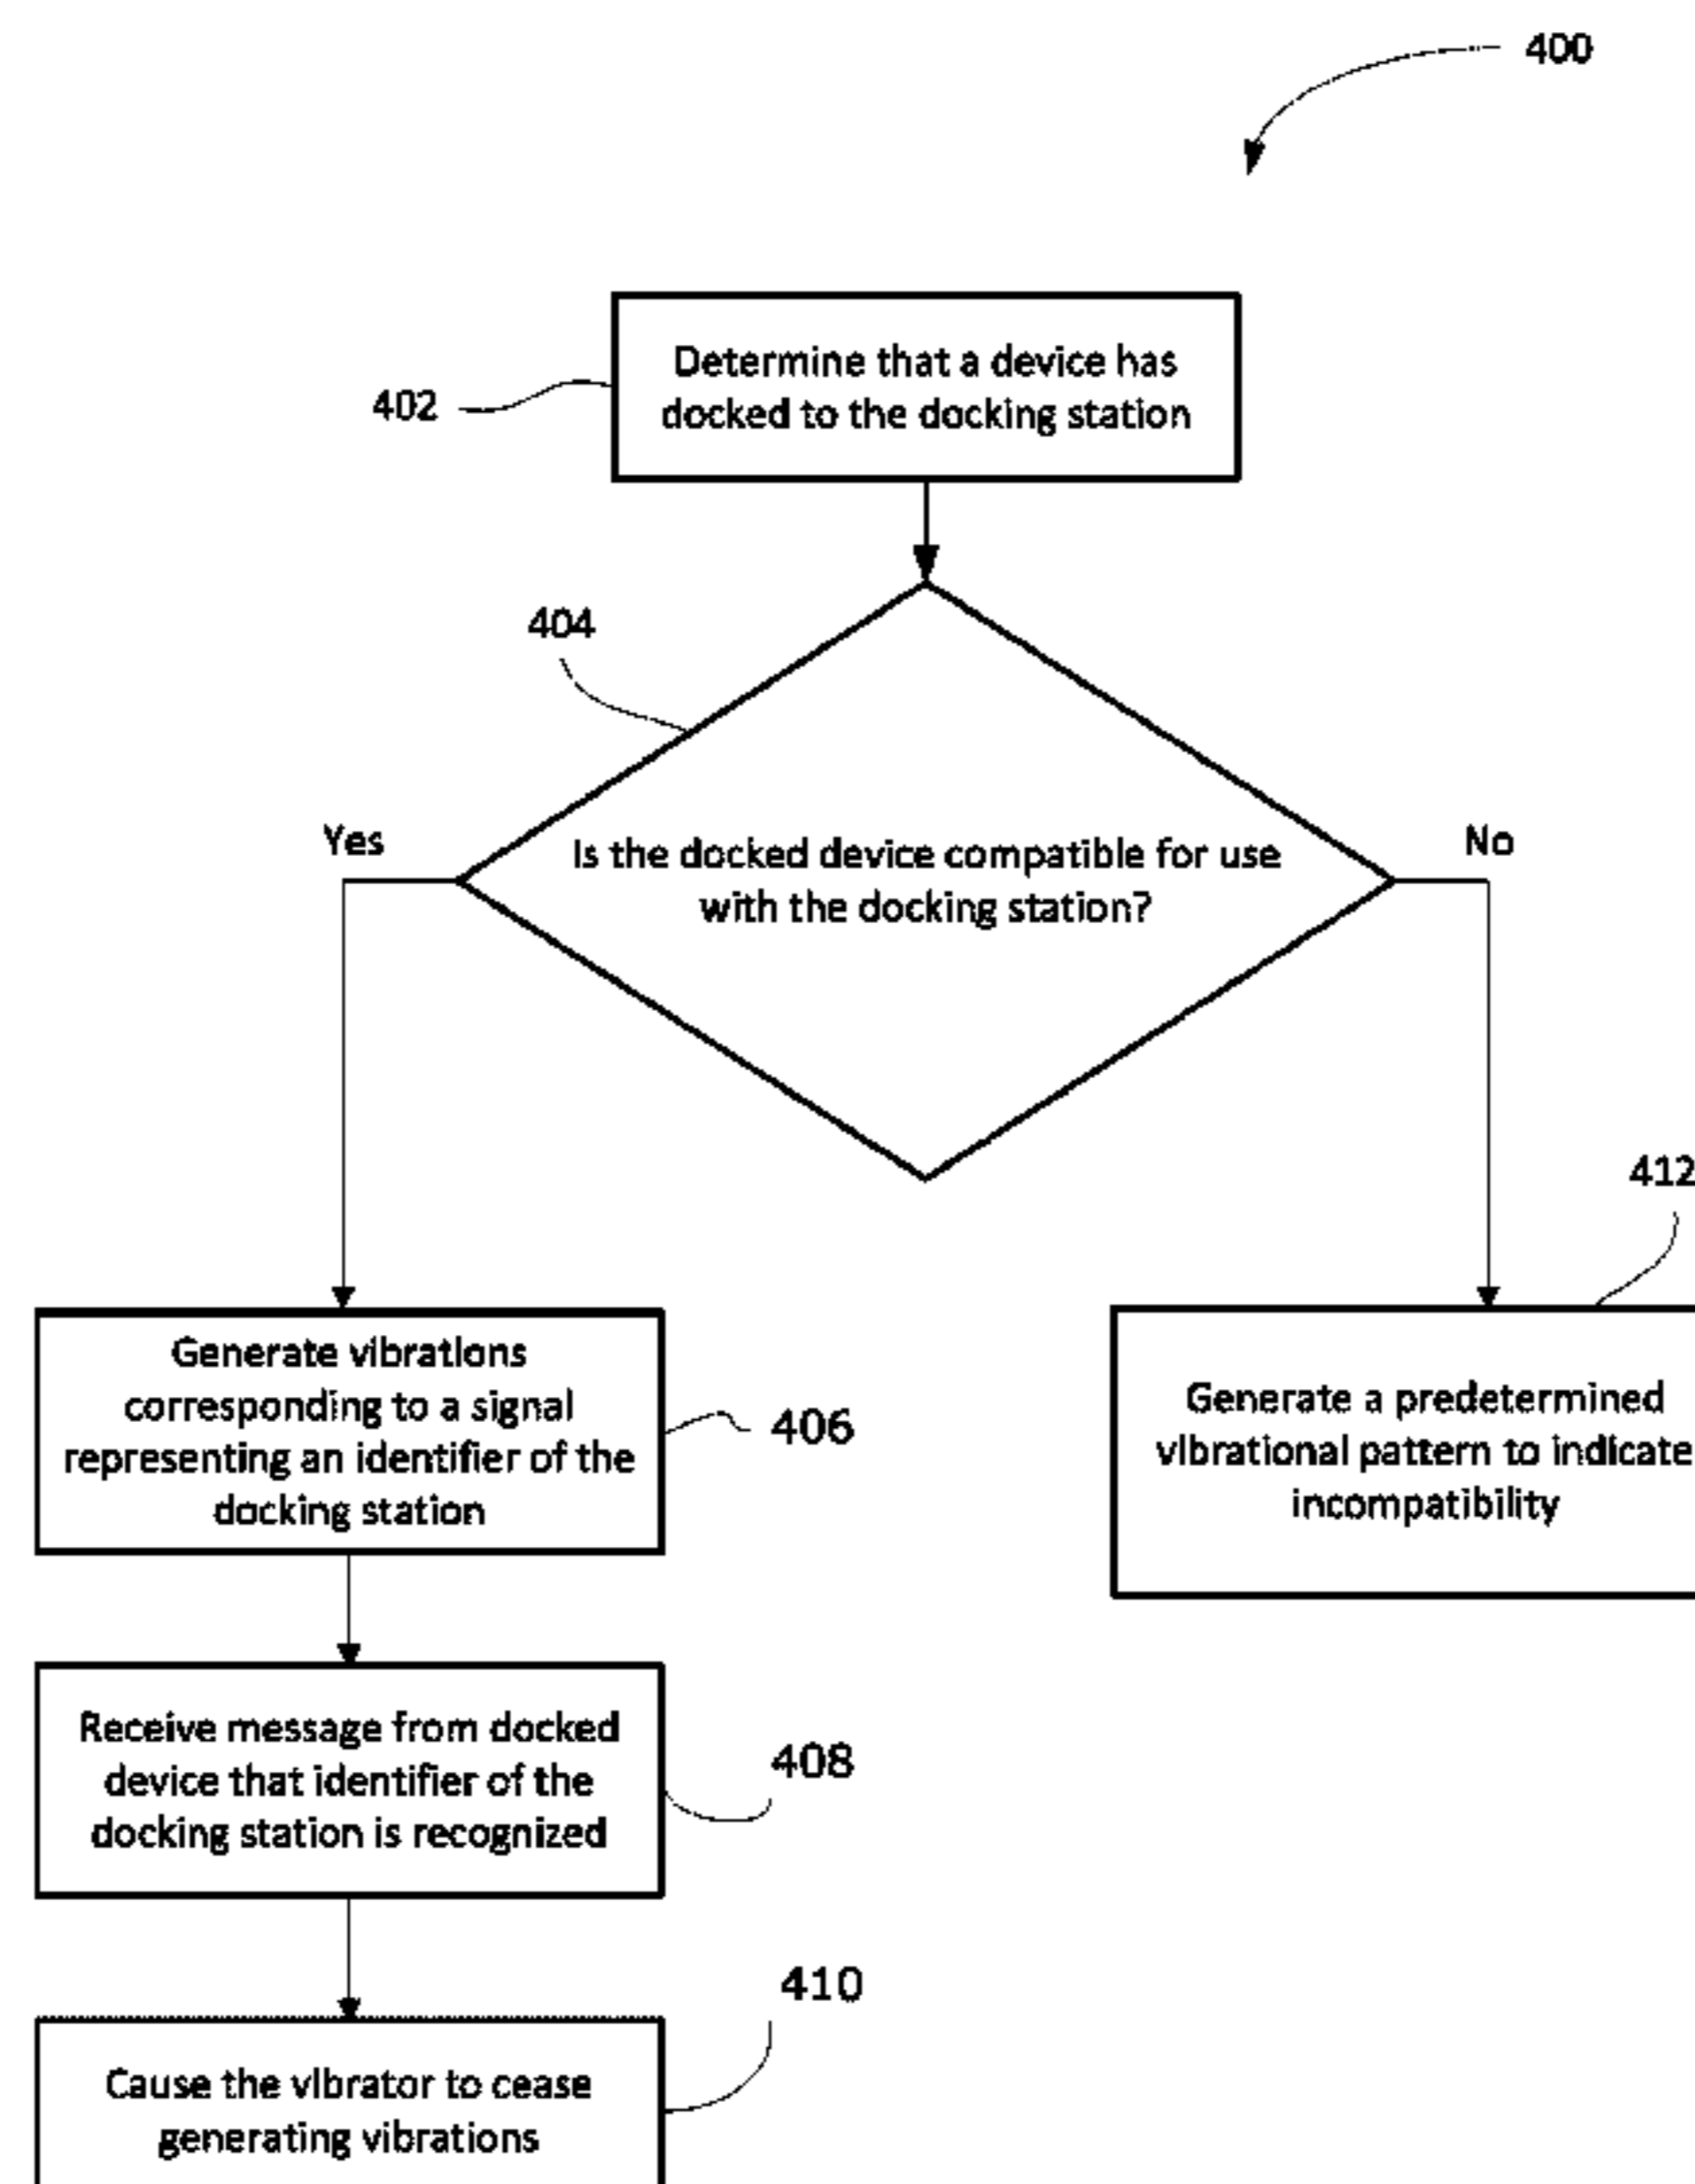 400
402
Determine that a device has
docked to the docking station
404
Yes
Is the docked device compatible for use
with the docking station?
No
412
Generate vibrations
corresponding to a signal
representing an identifier of the
docking station
406
Generate a predetermined
vibrational pattern to indicate
incompatibility
Receive message from docked
device that identifier of the
docking station is recognized
408
410
Cause the vibrator to cease
generating vibrations